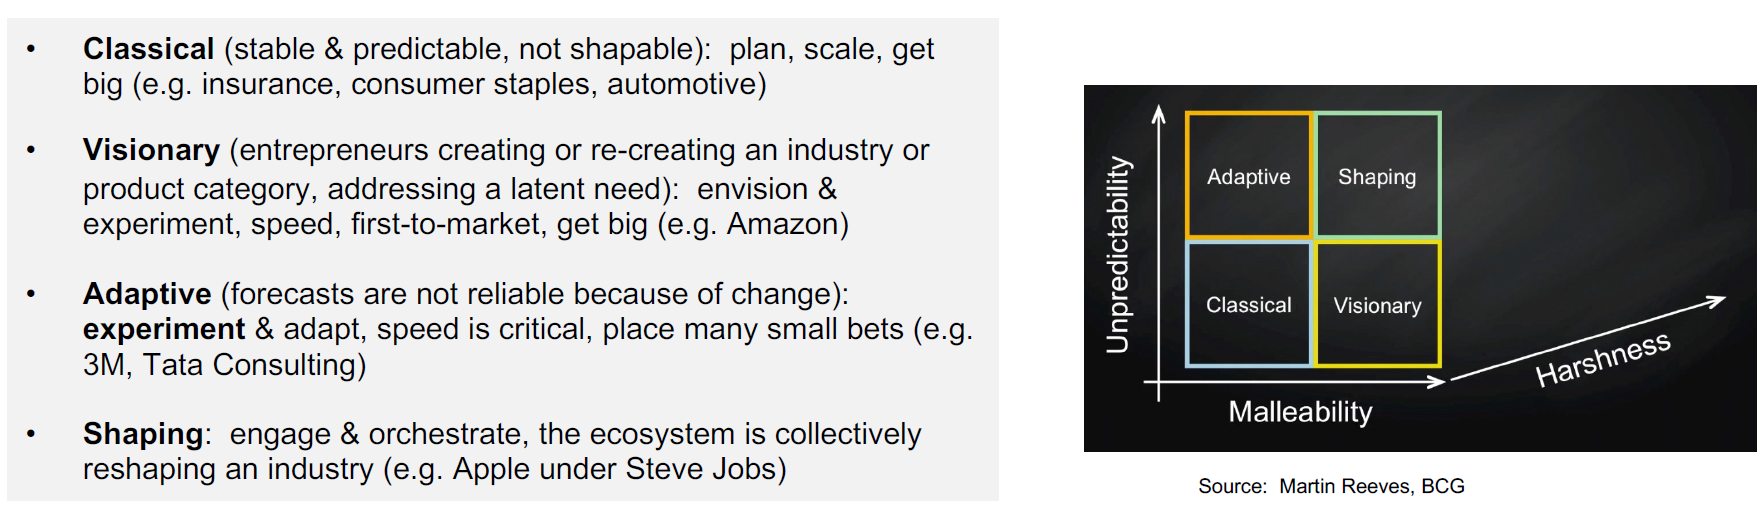 • Classical (stable & predictable, not shapable):  plan, scale, get
big (e.g. insurance, consumer staples, automotive)
• Visionary (entrepreneurs creating or re-creating an industry or
product category, addressing a latent need):  envision &
experiment, speed, first-to-market, get big (e.g. Amazon)
• Adaptive (forecasts are not reliable because of change):
experiment & adapt, speed is critical, place many small bets (e.g.
3M, Tata Consulting)
• Shaping:  engage & orchestrate, the ecosystem is collectively
reshaping an industry (e.g. Apple under Steve Jobs)
Unpredictability
Adaptive
Shaping
Classical
Visionary
Malleability
Harshness
Source:  Martin Reeves, BCG